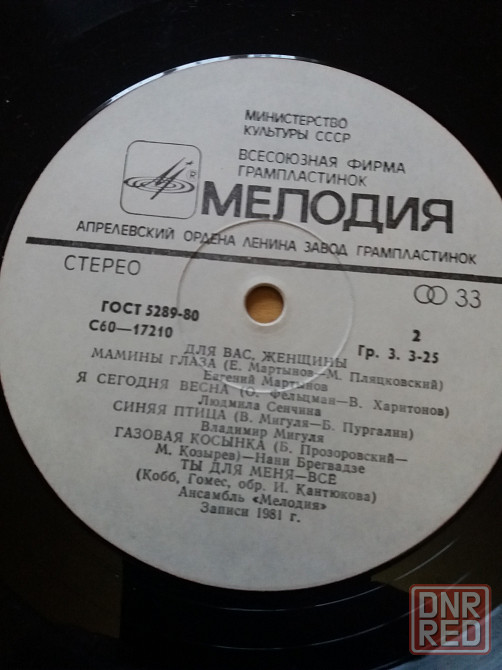 МИНИСТЕРСТВО
КУЛЬТУРЫ СССР
ВСЕСОЮЗНАЯ ФИРМА
ГРАМПЛАСТИНОК
МЕЛОДИЯ
АПРЕЛЕВСКИЙ ОРДЕНА ЛЕНИНА ЗАВОД ГРАМПЛАСТИНОК
СТЕРЕО
33
ГОСТ 5289-80
С60—17210
2
Гр. 3. 3-25
ДЛЯ ВАС, ЖЕНЩИНЫ
МАМИНЫ ГЛАЗА (Е. Мартынов—М. Пляцковский)
Евгений Мартынов
Я СЕГОДНЯ ВЕСНА (О. Фельцман—В. Харитонов)
Людмила Сенчина
СИНЯЯ ПТИЦА (В. Мигуля—Б. Пургалин)
Владимир Мигуля
ГАЗОВАЯ КОСЫНКА (Б. Прозоровский—
М. Козырев)—Нани Брегвадзе
ТЫ ДЛЯ МЕНЯ—ВСЕ
(Кобб, Гомес, обр. И. Кантюкова)
Ансамбль «Мелодия»
Записи 1981 г.
DNR
RED